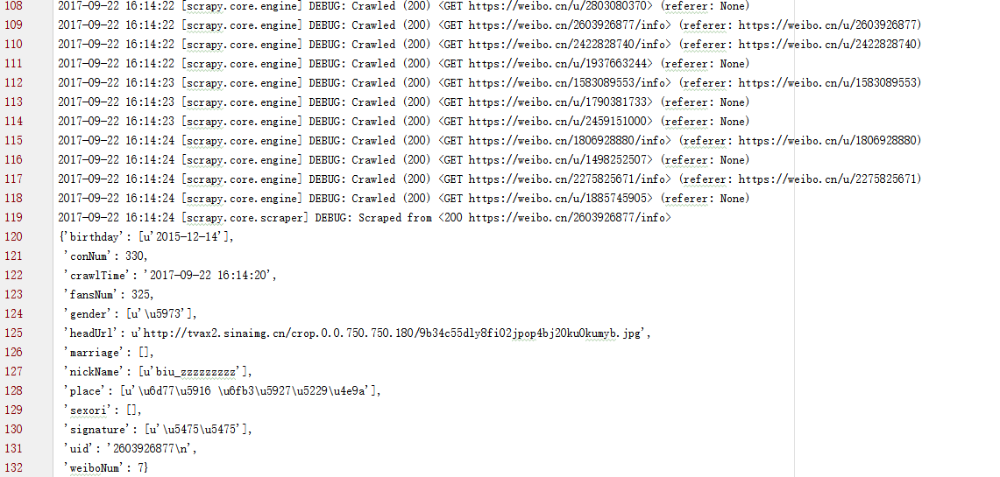 108 2017-09-22 16:14:22 [scrapy.core.engine] DEBUG: Crawled (200) <GET https://weibo.cn/u/2803080370> (referer: None)
109 2017-09-22 16:14:22 [scrapy.core.engine] DEBUG: Crawled (200) <GET https://weibo.cn/u/2603926877/info> (referer: https://weibo.cn/u/2603926877)
110 2017-09-22 16:14:22 [scrapy.core.engine] DEBUG: Crawled (200) <GET https://weibo.cn/u/2422828740/info> (referer: https://weibo.cn/u/2422828740)
111 2017-09-22 16:14:22 [scrapy.core.engine] DEBUG: Crawled (200) <GET https://weibo.cn/u/1937663244> (referer: None)
112 2017-09-22 16:14:23 [scrapy.core.engine] DEBUG: Crawled (200) <GET https://weibo.cn/u/1583089553/info> (referer: https://weibo.cn/u/1583089553)
113 2017-09-22 16:14:23 [scrapy.core.engine] DEBUG: Crawled (200) <GET https://weibo.cn/u/1790381733> (referer: None)
114 2017-09-22 16:14:23 [scrapy.core.engine] DEBUG: Crawled (200) <GET https://weibo.cn/u/2459151000> (referer: None)
115 2017-09-22 16:14:24 [scrapy.core.engine] DEBUG: Crawled (200) <GET https://weibo.cn/u/1806928880/info> (referer: https://weibo.cn/u/1806928880)
116 2017-09-22 16:14:24 [scrapy.core.engine] DEBUG: Crawled (200) <GET https://weibo.cn/u/1498252507> (referer: None)
117 2017-09-22 16:14:24 [scrapy.core.engine] DEBUG: Crawled (200) <GET https://weibo.cn/u/2275825671/info> (referer: https://weibo.cn/u/2275825671)
118 2017-09-22 16:14:24 [scrapy.core.engine] DEBUG: Crawled (200) <GET https://weibo.cn/u/1885745905> (referer: None)
119 2017-09-22 16:14:24 [scrapy.core.scraper] DEBUG: Scraped from <200 https://weibo.cn/u/2603926877/info>
120 {'birthday': [u'2015-12-14'],
121 'conNum': 330,
122 'crawlTime': '2017-09-22 16:14:20',
123 'fansNum': 325,
124 'gender': [u'\u5973'],
125 'headUrl': u'http://tvax2.sinaimg.cn/crop.0.0.750.750.180/9b34c55dly8fi02jpop4bj20ku0kumyb.jpg',
126 'marriage': [],
127 'nickName': [u'biu_zzzzzzzzz'],
128 'place': [u'\u6d77\u5916 \u6fb3\u5927\u5229\u4e9a'],
129 'sexori': [],
130 'signature': [u'\u5475\u5475'],
131 'uid': '2603926877\n',
132 'weiboNum': 7}